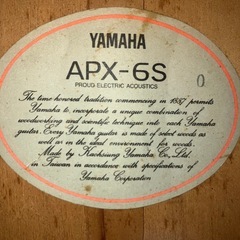 YAMAHA
APX-6S
0
PROUD ELECTRIC ACOUSTICS
The time-honored tradition commencing in 1887 permits
Yamaha to incorporate a unique combination of
woodworking and scientific technique into each Yamaha
guitar. Every Yamaha guitar is made of select woods as
well as in the ideal environment for woods.
Made by Kaohsiung Yamaha Co., Ltd.
in Taiwan in accordance with specifications of
Yamaha Corporation